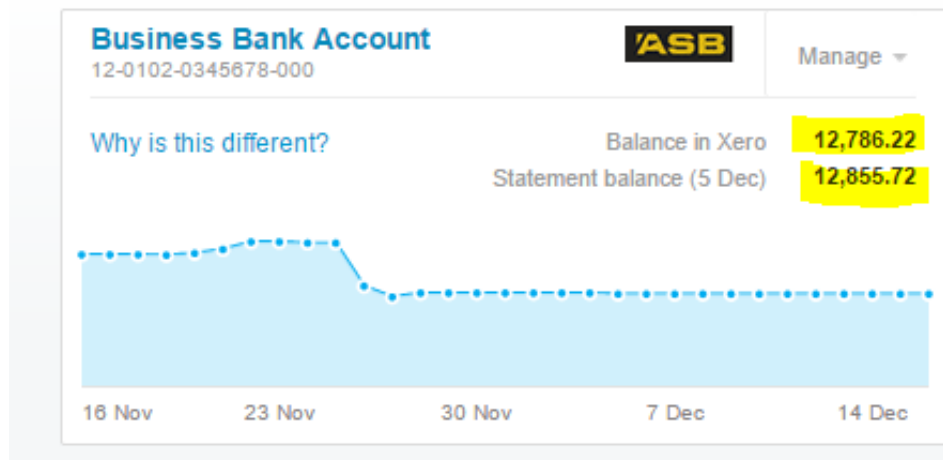 Business Bank Account
12-0102-0345678-000
ASB
Manage
Why is this different?
Balance in Xero 12,786.22
Statement balance (5 Dec) 12,855.72
16 Nov 23 Nov 30 Nov 7 Dec 14 Dec